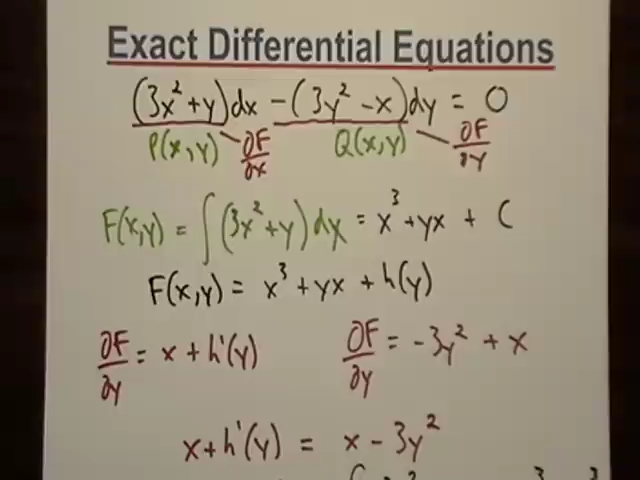 Exact Differential Equations
(3x² + y)dx - (3y² - x)dy = 0
P(x,y) ∂F/∂x Q(x,y) ∂F/∂y
F(x,y) = ∫(3x² + y)dx = x³ + yx + C
F(x,y) = x³ + yx + h(y)
∂F/∂y = x + h'(y) ∂F/∂y = -3y² + x
x + h'(y) = x - 3y²